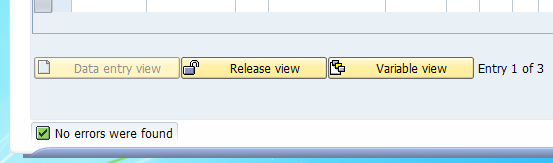 Data entry view Release view Variable view Entry 1 of 3
No errors were found